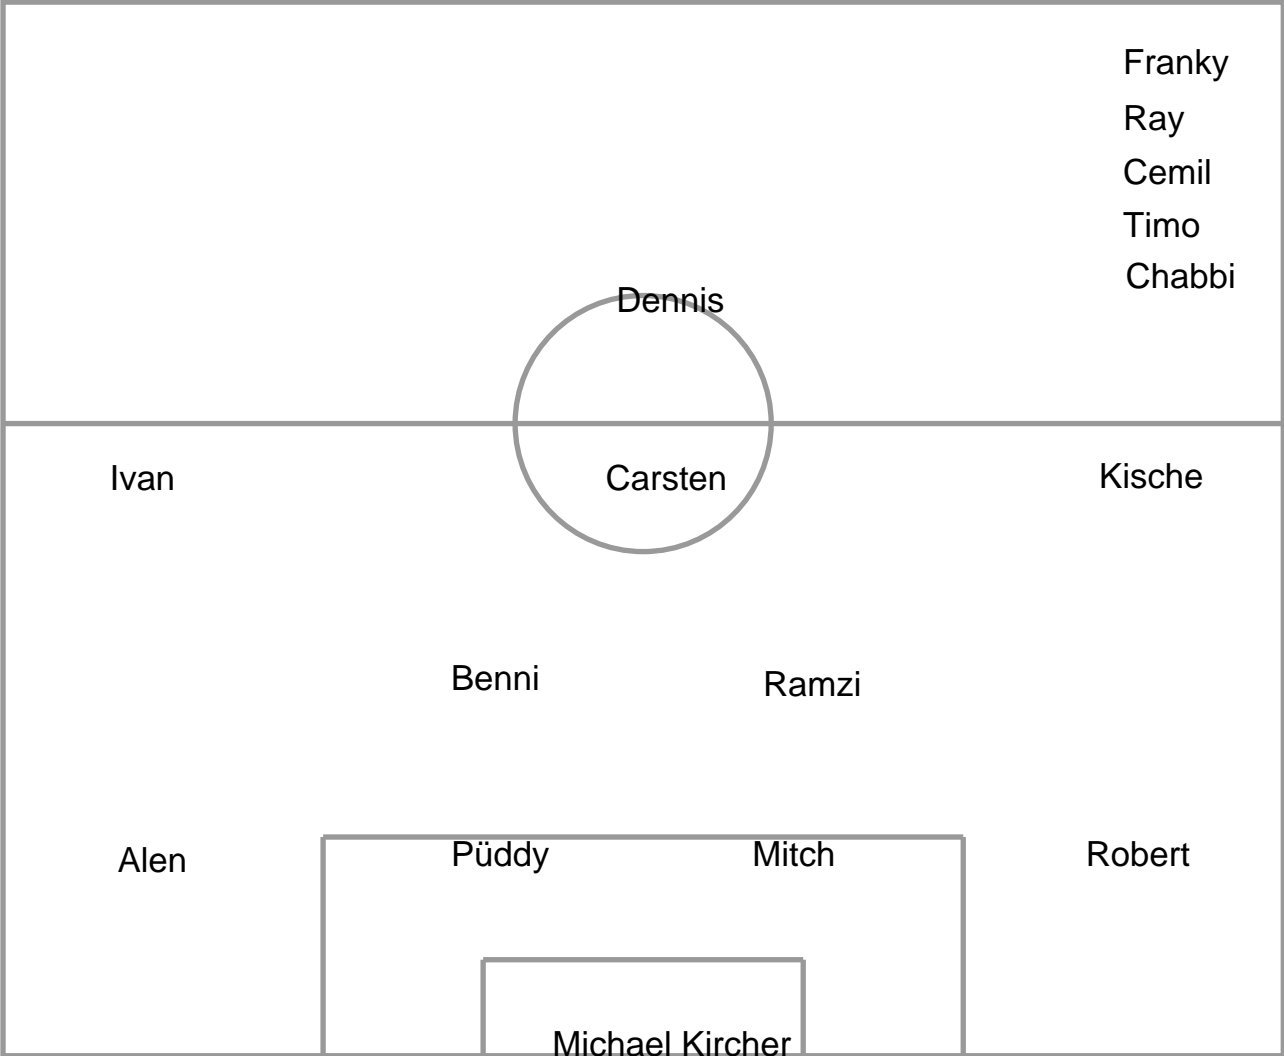 Franky
Ray
Cemil
Timo
Chabbi
Dennis
Ivan
Carsten
Kische
Benni
Ramzi
Alen
Püddy
Mitch
Robert
Michael Kircher